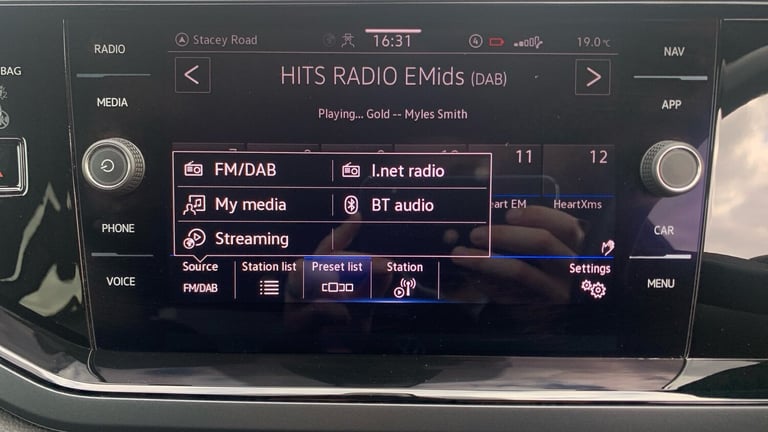 RADIO
MEDIA
PHONE
VOICE
BAG
Stacey Road
16:31
4
19.0°C
HITS RADIO EMids (DAB)
Playing... Gold -- Myles Smith
11
12
eart EM
HeartXms
FM/DAB
I.net radio
My media
BT audio
Streaming
Source
Station list
Preset list
Station
Settings
FM/DAB
NAV
APP
CAR
MENU